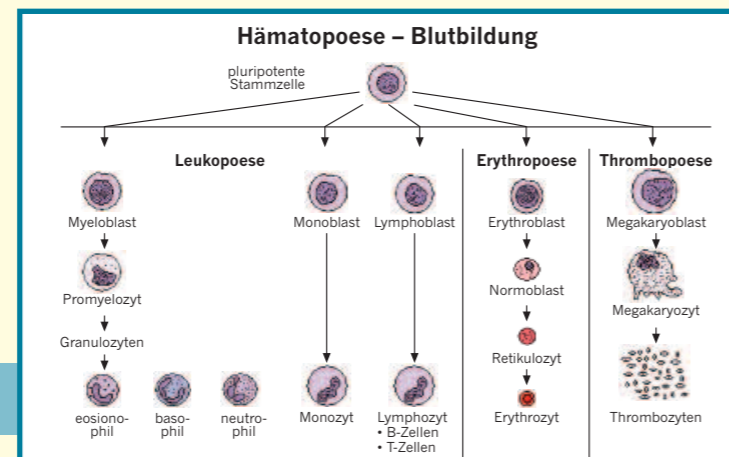 Hämatopoese – Blutbildung
pluripotente
Stammzelle
Leukopoese
Erythropoese
Thrombopoese
Myeloblast
Monoblast
Lymphoblast
Erythroblast
Megakaryoblast
Promyelozyt
Normoblast
Megakaryozyt
Granulozyten
Retikulozyt
eosiono-
phil
baso-
phil
neutro-
phil
Monozyt
Lymphozyt
• B-Zellen
• T-Zellen
Erythrozyt
Thrombozyten